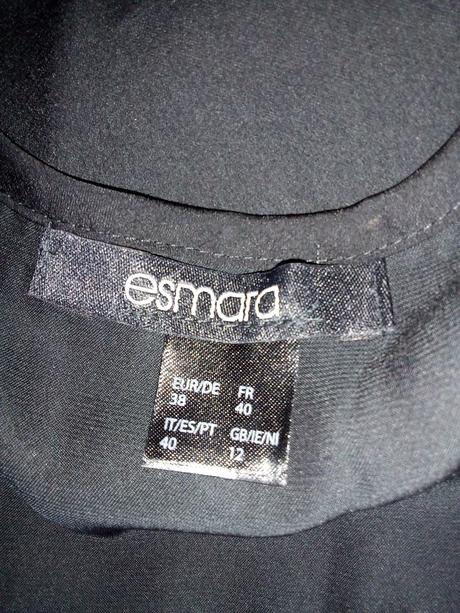 esmara
EUR/DE FR
38 40
IT/ES/PT GB/IE/NI
40 12